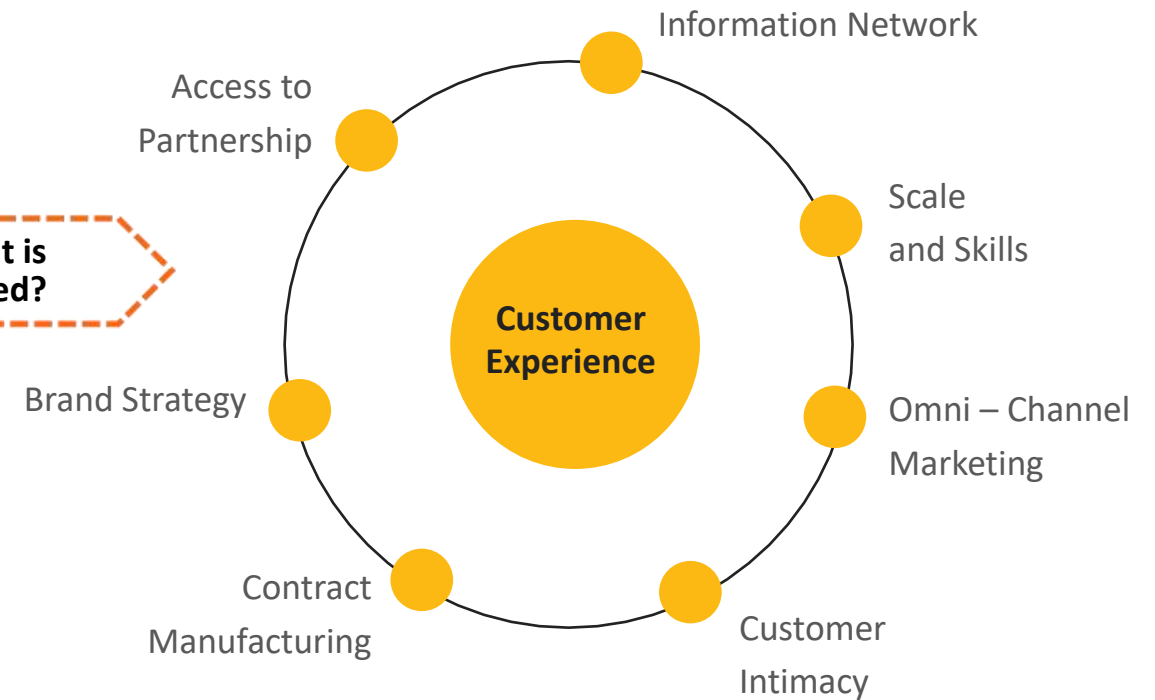 Information Network
Access to
Partnership
Scale
and Skills
t is
ed?
Customer
Experience
Brand Strategy
Omni – Channel
Marketing
Contract
Manufacturing
Customer
Intimacy